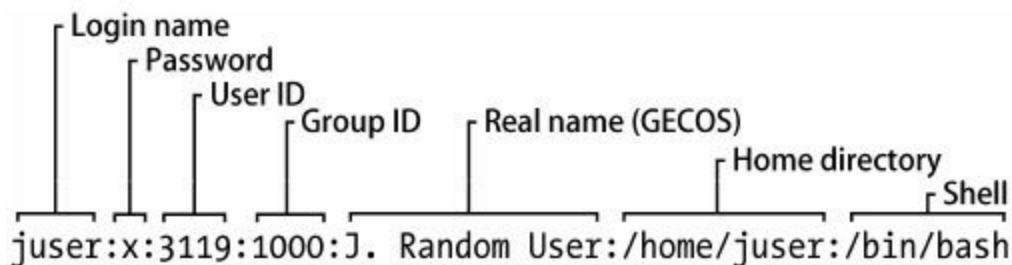 Login name
Password
User ID
Group ID
Real name (GECOS)
Home directory
Shell
juser:x:3119:1000:J. Random User:/home/juser:/bin/bash